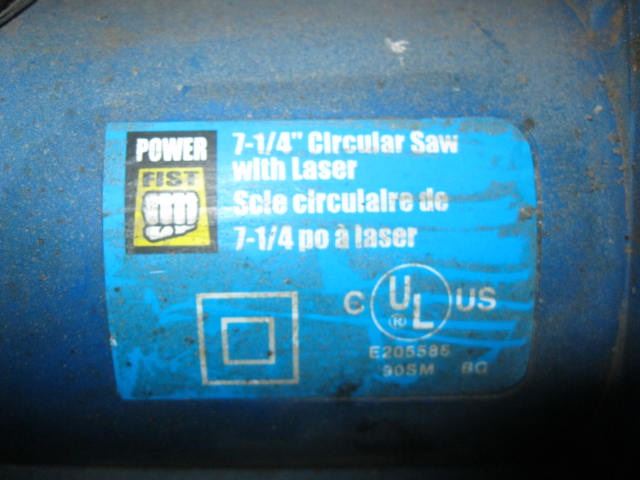 POWER
FIST
7-1/4" Circular Saw
with Laser
Scie circulaire de
7-1/4 po à laser
C UL ® US
E205585
90SM BG